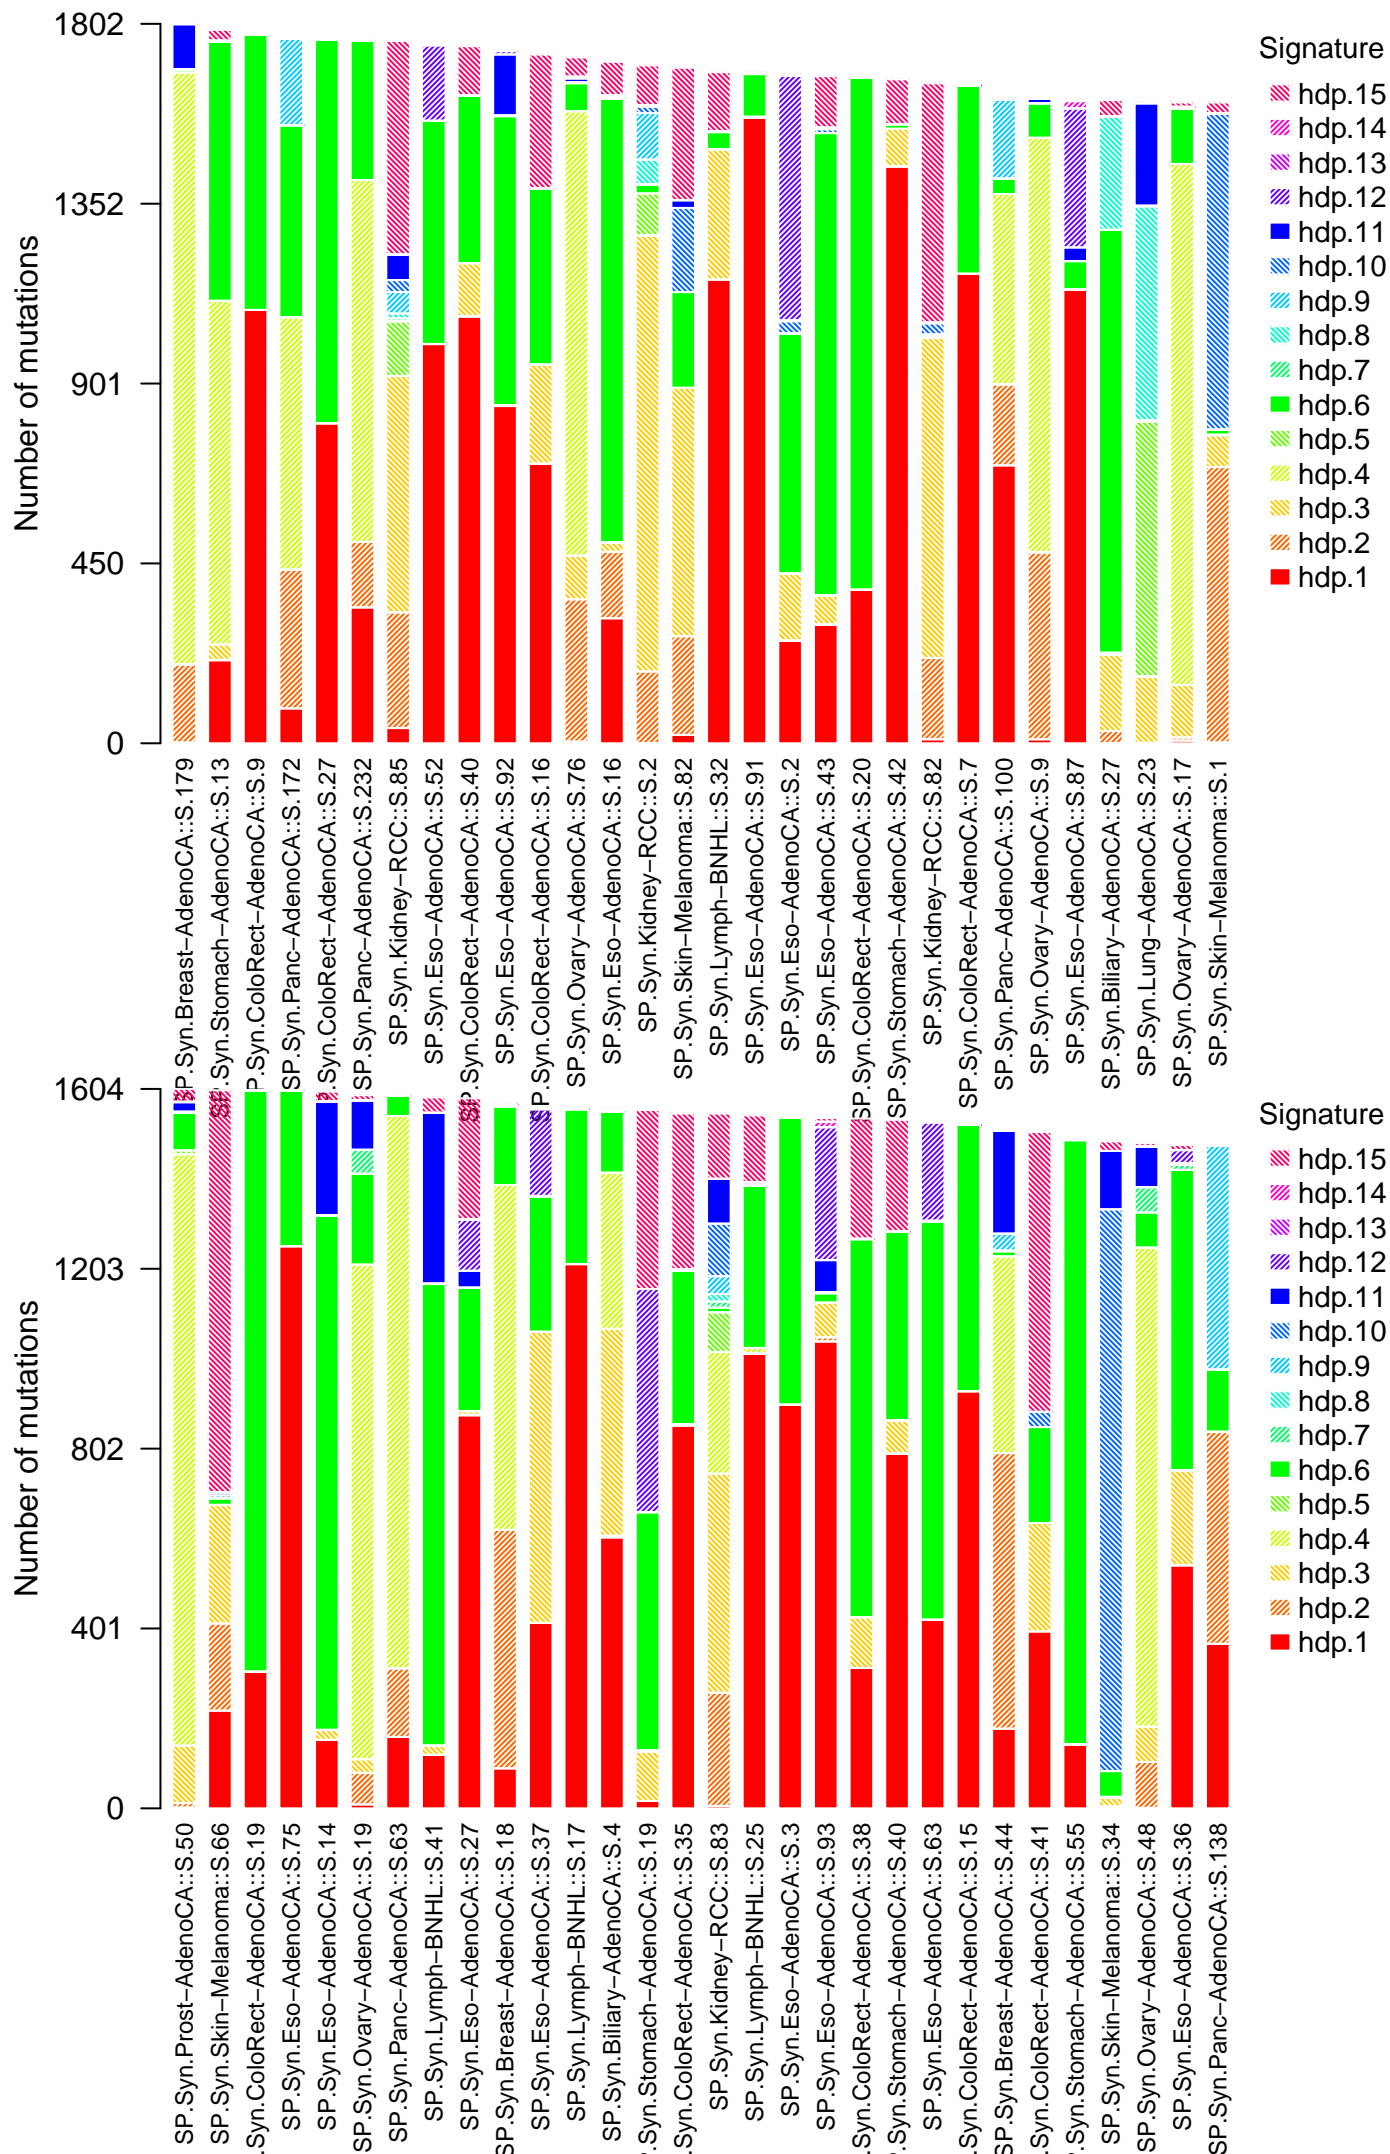 Number of mutations
1802
1352
901
450
0
Signature
hdp.15
hdp.14
hdp.13
hdp.12
hdp.11
hdp.10
hdp.9
hdp.8
hdp.7
hdp.6
hdp.5
hdp.4
hdp.3
hdp.2
hdp.1
SP.Syn.Breast−AdenoCA::S.179
SP.Syn.Stomach−AdenoCA::S.13
SP.Syn.ColoRect−AdenoCA::S.9
SP.Syn.Panc−AdenoCA::S.172
SP.Syn.ColoRect−AdenoCA::S.27
SP.Syn.Panc−AdenoCA::S.232
SP.Syn.Kidney−RCC::S.85
SP.Syn.Eso−AdenoCA::S.52
SP.Syn.ColoRect−AdenoCA::S.40
SP.Syn.Eso−AdenoCA::S.92
SP.Syn.ColoRect−AdenoCA::S.16
SP.Syn.Ovary−AdenoCA::S.76
SP.Syn.Eso−AdenoCA::S.16
SP.Syn.Kidney−RCC::S.2
SP.Syn.Skin−Melanoma::S.82
SP.Syn.Lymph−BNHL::S.32
SP.Syn.Eso−AdenoCA::S.91
SP.Syn.Eso−AdenoCA::S.2
SP.Syn.Eso−AdenoCA::S.43
SP.Syn.ColoRect−AdenoCA::S.20
SP.Syn.Stomach−AdenoCA::S.42
SP.Syn.Kidney−RCC::S.82
SP.Syn.ColoRect−AdenoCA::S.7
SP.Syn.Panc−AdenoCA::S.100
SP.Syn.Ovary−AdenoCA::S.9
SP.Syn.Eso−AdenoCA::S.87
SP.Syn.Biliary−AdenoCA::S.27
SP.Syn.Lung−AdenoCA::S.23
SP.Syn.Ovary−AdenoCA::S.17
SP.Syn.Skin−Melanoma::S.1
Number of mutations
1604
1203
802
401
0
Signature
hdp.15
hdp.14
hdp.13
hdp.12
hdp.11
hdp.10
hdp.9
hdp.8
hdp.7
hdp.6
hdp.5
hdp.4
hdp.3
hdp.2
hdp.1
SP.Syn.Prost−AdenoCA::S.50
SP.Syn.Skin−Melanoma::S.66
.Syn.ColoRect−AdenoCA::S.19
SP.Syn.Eso−AdenoCA::S.75
SP.Syn.Eso−AdenoCA::S.14
SP.Syn.Ovary−AdenoCA::S.19
SP.Syn.Panc−AdenoCA::S.63
SP.Syn.Lymph−BNHL::S.41
SP.Syn.Eso−AdenoCA::S.27
SP.Syn.Breast−AdenoCA::S.18
SP.Syn.Eso−AdenoCA::S.37
SP.Syn.Lymph−BNHL::S.17
SP.Syn.Biliary−AdenoCA::S.4
P.Syn.Stomach−AdenoCA::S.19
.Syn.ColoRect−AdenoCA::S.35
SP.Syn.Kidney−RCC::S.83
SP.Syn.Lymph−BNHL::S.25
SP.Syn.Eso−AdenoCA::S.3
SP.Syn.Eso−AdenoCA::S.93
.Syn.ColoRect−AdenoCA::S.38
P.Syn.Stomach−AdenoCA::S.40
SP.Syn.Eso−AdenoCA::S.63
.Syn.ColoRect−AdenoCA::S.15
SP.Syn.Breast−AdenoCA::S.44
.Syn.ColoRect−AdenoCA::S.41
P.Syn.Stomach−AdenoCA::S.55
SP.Syn.Skin−Melanoma::S.34
SP.Syn.Ovary−AdenoCA::S.48
SP.Syn.Eso−AdenoCA::S.36
SP.Syn.Panc−AdenoCA::S.138